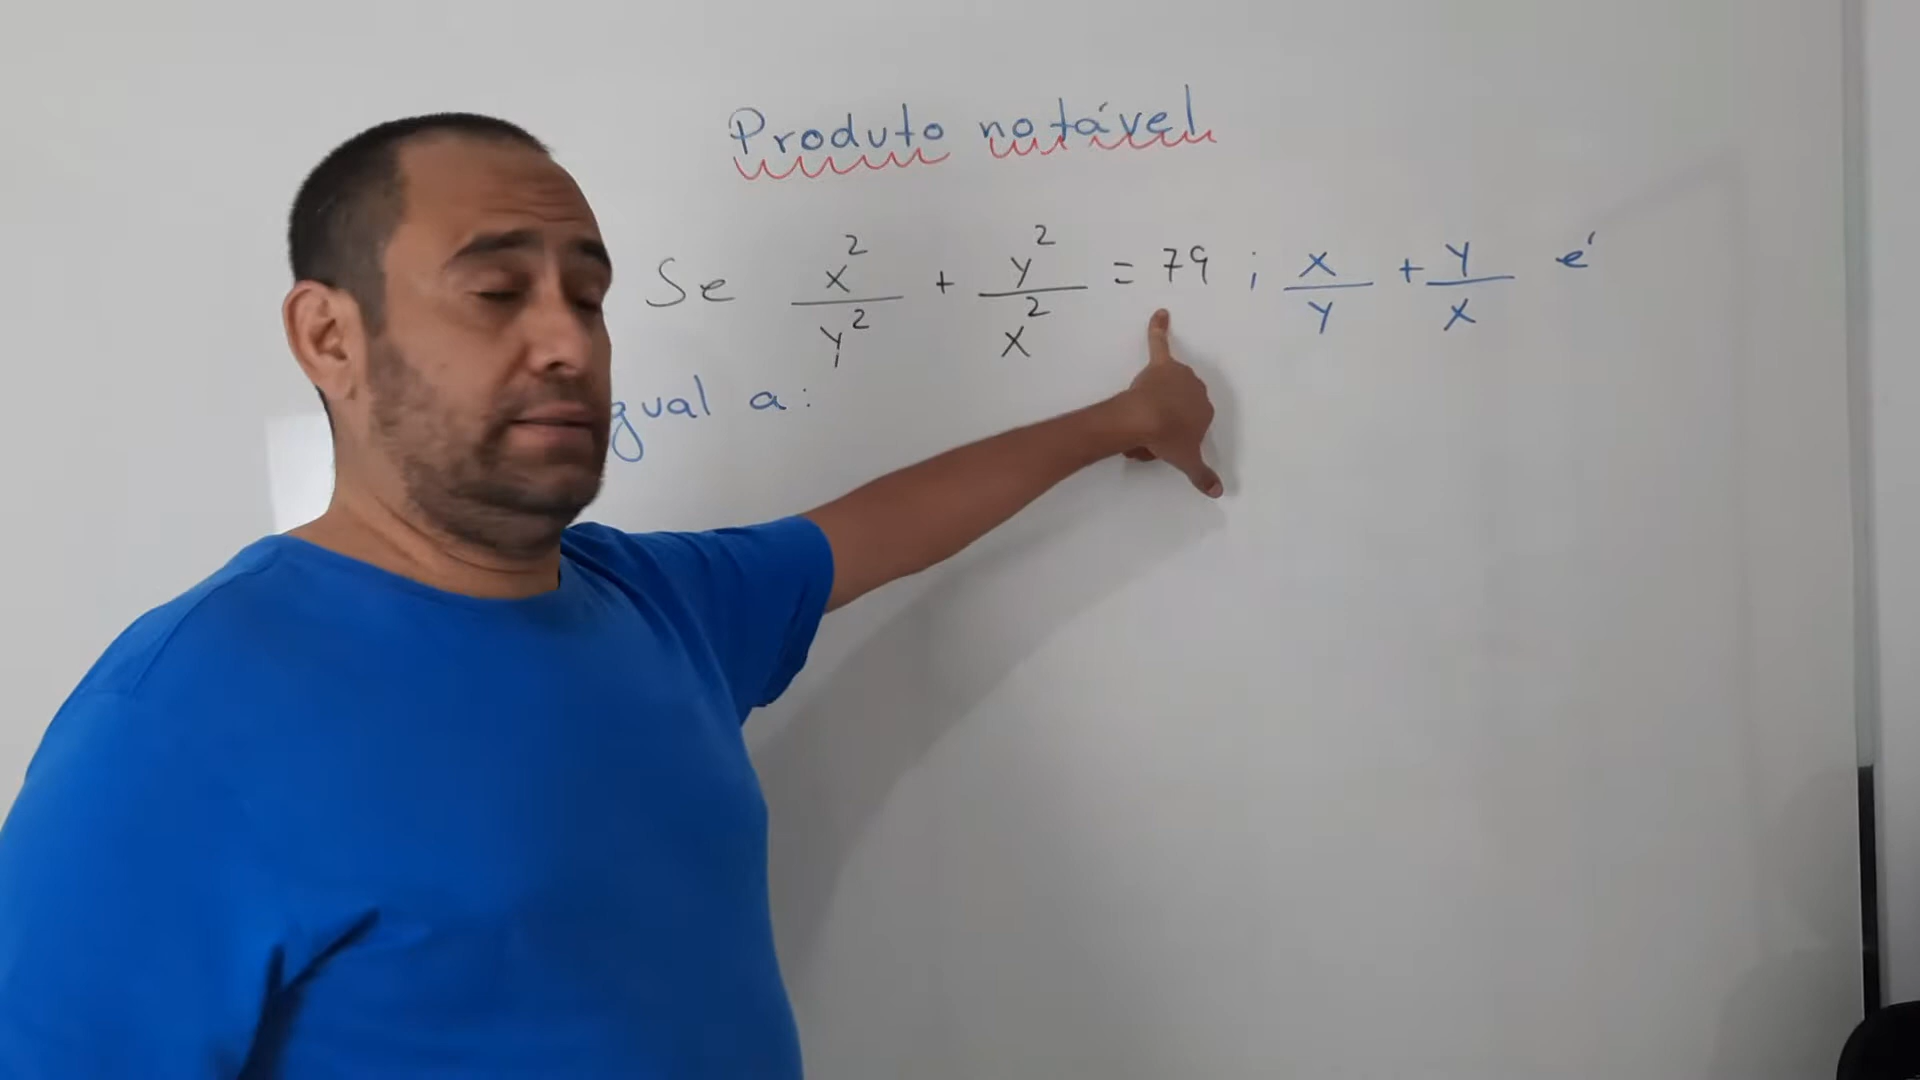 Produto notável
Se x²/y² + y²/x² = 79 ; x/y + y/x é
gual a: